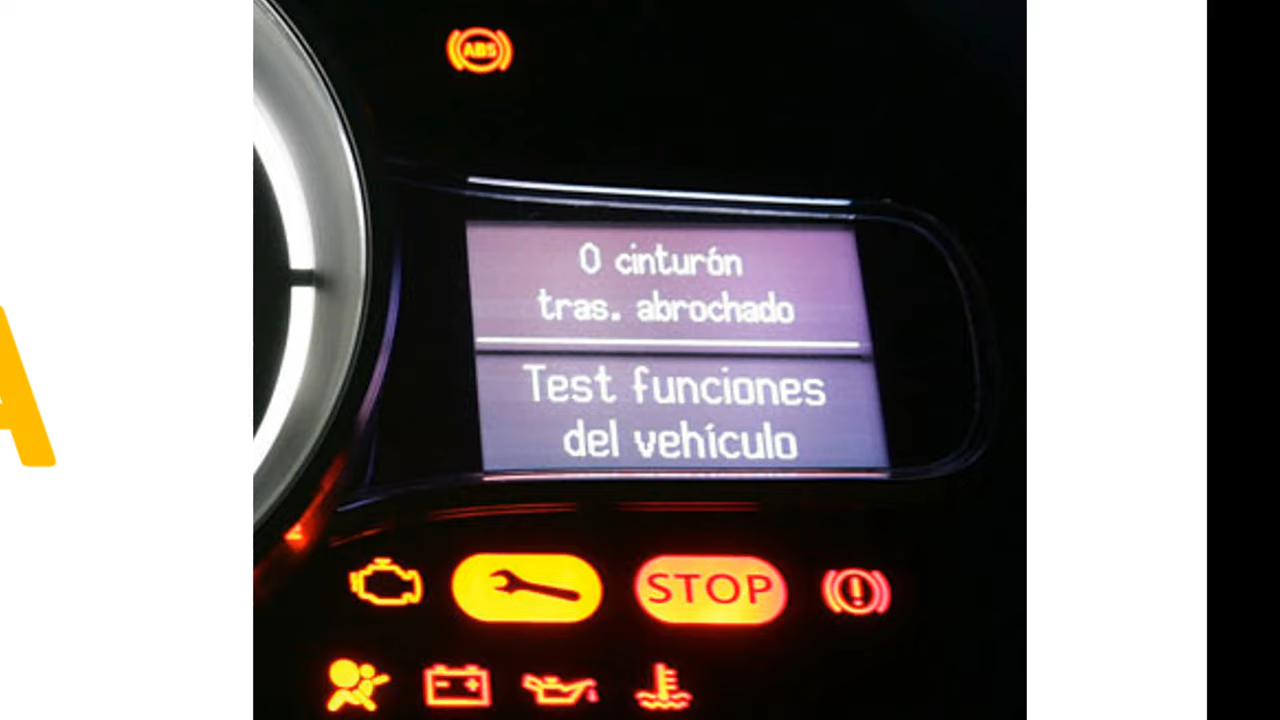 A
ABS
0 cinturón
tras. abrochado
Test funciones
del vehículo
STOP